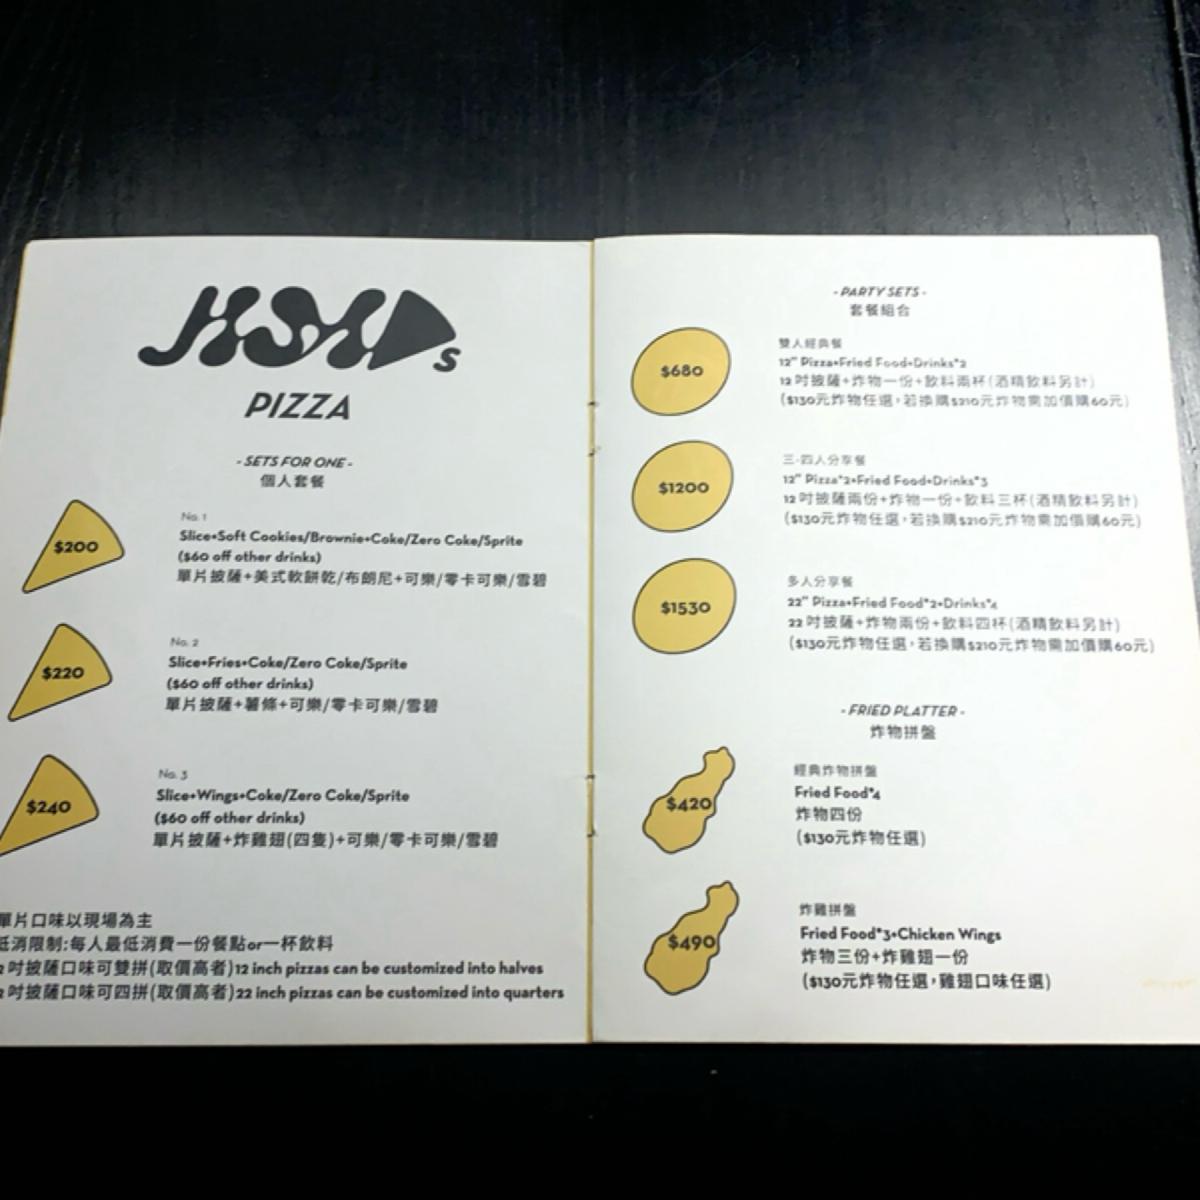 PIZZA
- SETS FOR ONE -
個人套餐
$200
No. 1
Slice+Soft Cookies/Brownie+Coke/Zero Coke/Sprite
($60 off other drinks)
單片披薩+美式軟餅乾/布朗尼+可樂/零卡可樂/雪碧
$220
No. 2
Slice+Fries+Coke/Zero Coke/Sprite
($60 off other drinks)
單片披薩+薯條+可樂/零卡可樂/雪碧
$240
No. 3
Slice+Wings+Coke/Zero Coke/Sprite
($60 off other drinks)
單片披薩+炸雞翅(四隻)+可樂/零卡可樂/雪碧
單片口味以現場為主
低消限制:每人最低消費一份餐點or一杯飲料
2吋披薩口味可雙拼(取價高者)12 inch pizzas can be customized into halves
2吋披薩口味可四拼(取價高者)22 inch pizzas can be customized into quarters
- PARTY SETS -
套餐組合
$680
雙人經典餐
12" Pizza+Fried Food+Drinks*2
12吋披薩+炸物一份+飲料兩杯(酒精飲料另計)
($130元炸物任選,若換購$210元炸物需加價購60元)
$1200
三-四人分享餐
12" Pizza*2+Fried Food+Drinks*3
12吋披薩兩份+炸物一份+飲料三杯(酒精飲料另計)
($130元炸物任選,若換購$210元炸物需加價購60元)
$1530
多人分享餐
22" Pizza+Fried Food*2+Drinks*4
22吋披薩+炸物兩份+飲料四杯(酒精飲料另計)
($130元炸物任選,若換購$210元炸物需加價購60元)
- FRIED PLATTER -
炸物拼盤
$420
經典炸物拼盤
Fried Food*4
炸物四份
($130元炸物任選)
$490
炸雞拼盤
Fried Food*3+Chicken Wings
炸物三份+炸雞翅一份
($130元炸物任選,雞翅口味任選)